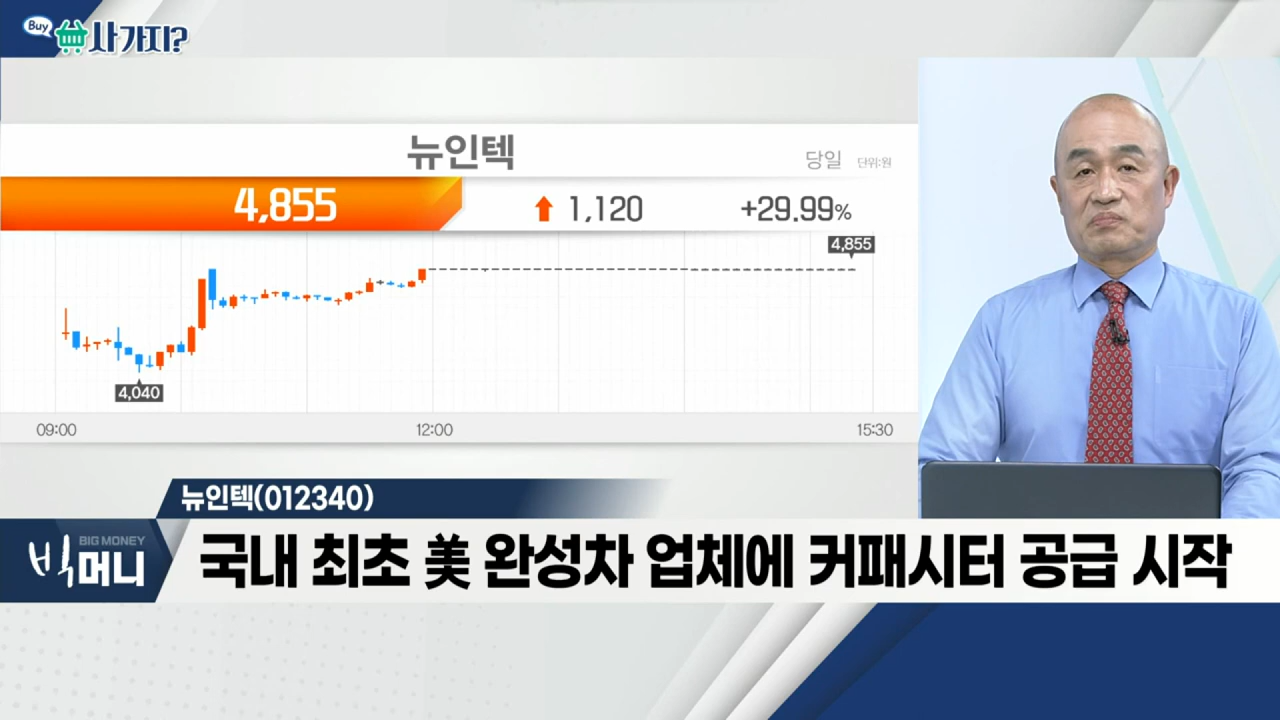 Buy 사가지?
뉴인텍
당일 단위:원
4,855 1,120 +29.99%
4,855
4,040
09:00 12:00 15:30
뉴인텍(012340)
BIG MONEY
빅머니
국내 최초 美 완성차 업체에 커패시터 공급 시작